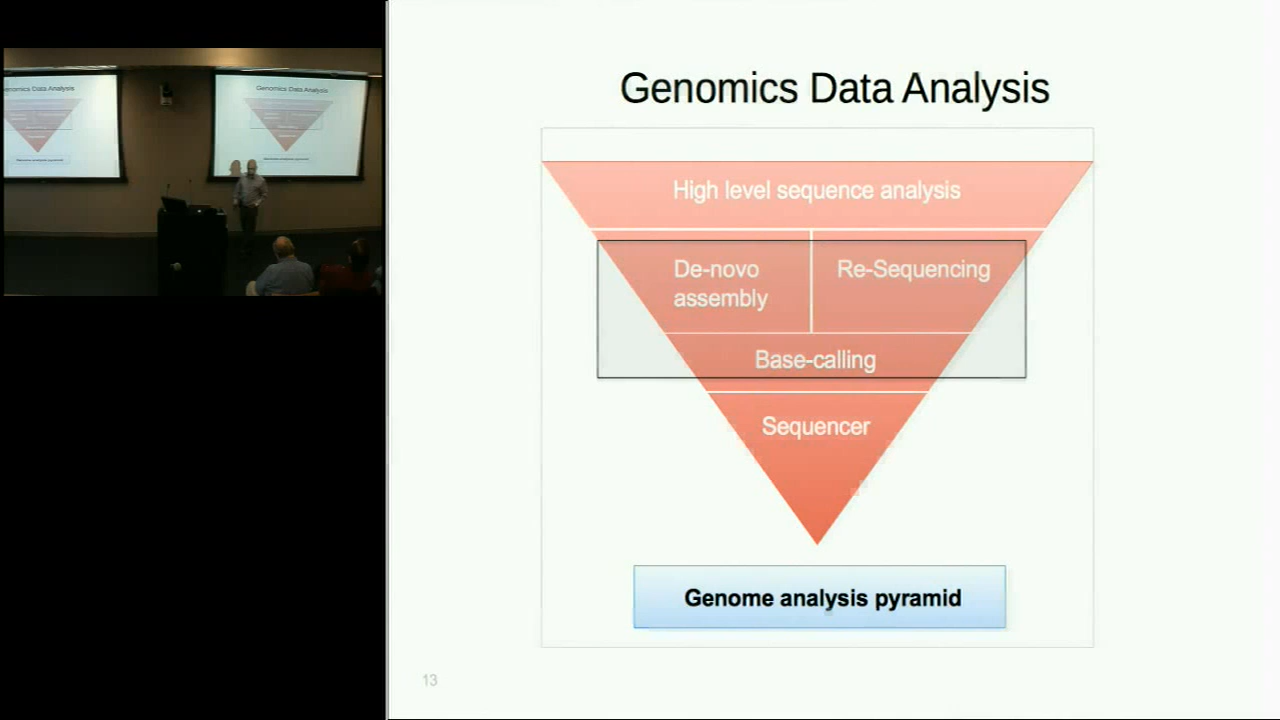 Genomics Data Analysis
High level sequence analysis
De-novo
assembly
Re-Sequencing
Base-calling
Sequencer
Genome analysis pyramid
13